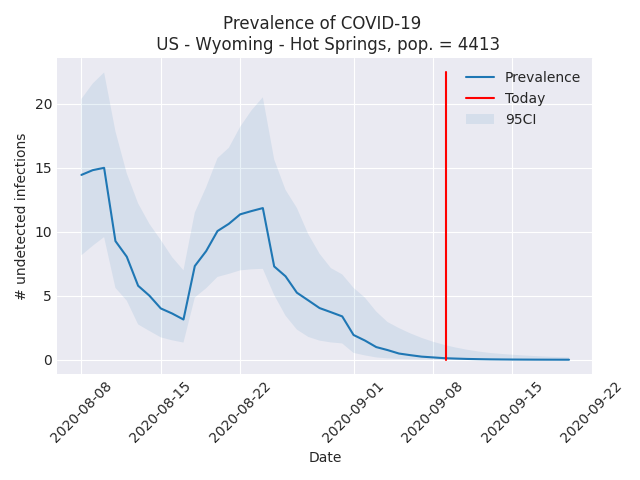 Prevalence of COVID-19
US - Wyoming - Hot Springs, pop. = 4413
Prevalence
Today
95CI
# undetected infections
20
15
10
5
0
2020-08-08
2020-08-15
2020-08-22
2020-09-01
2020-09-08
2020-09-15
2020-09-22
Date